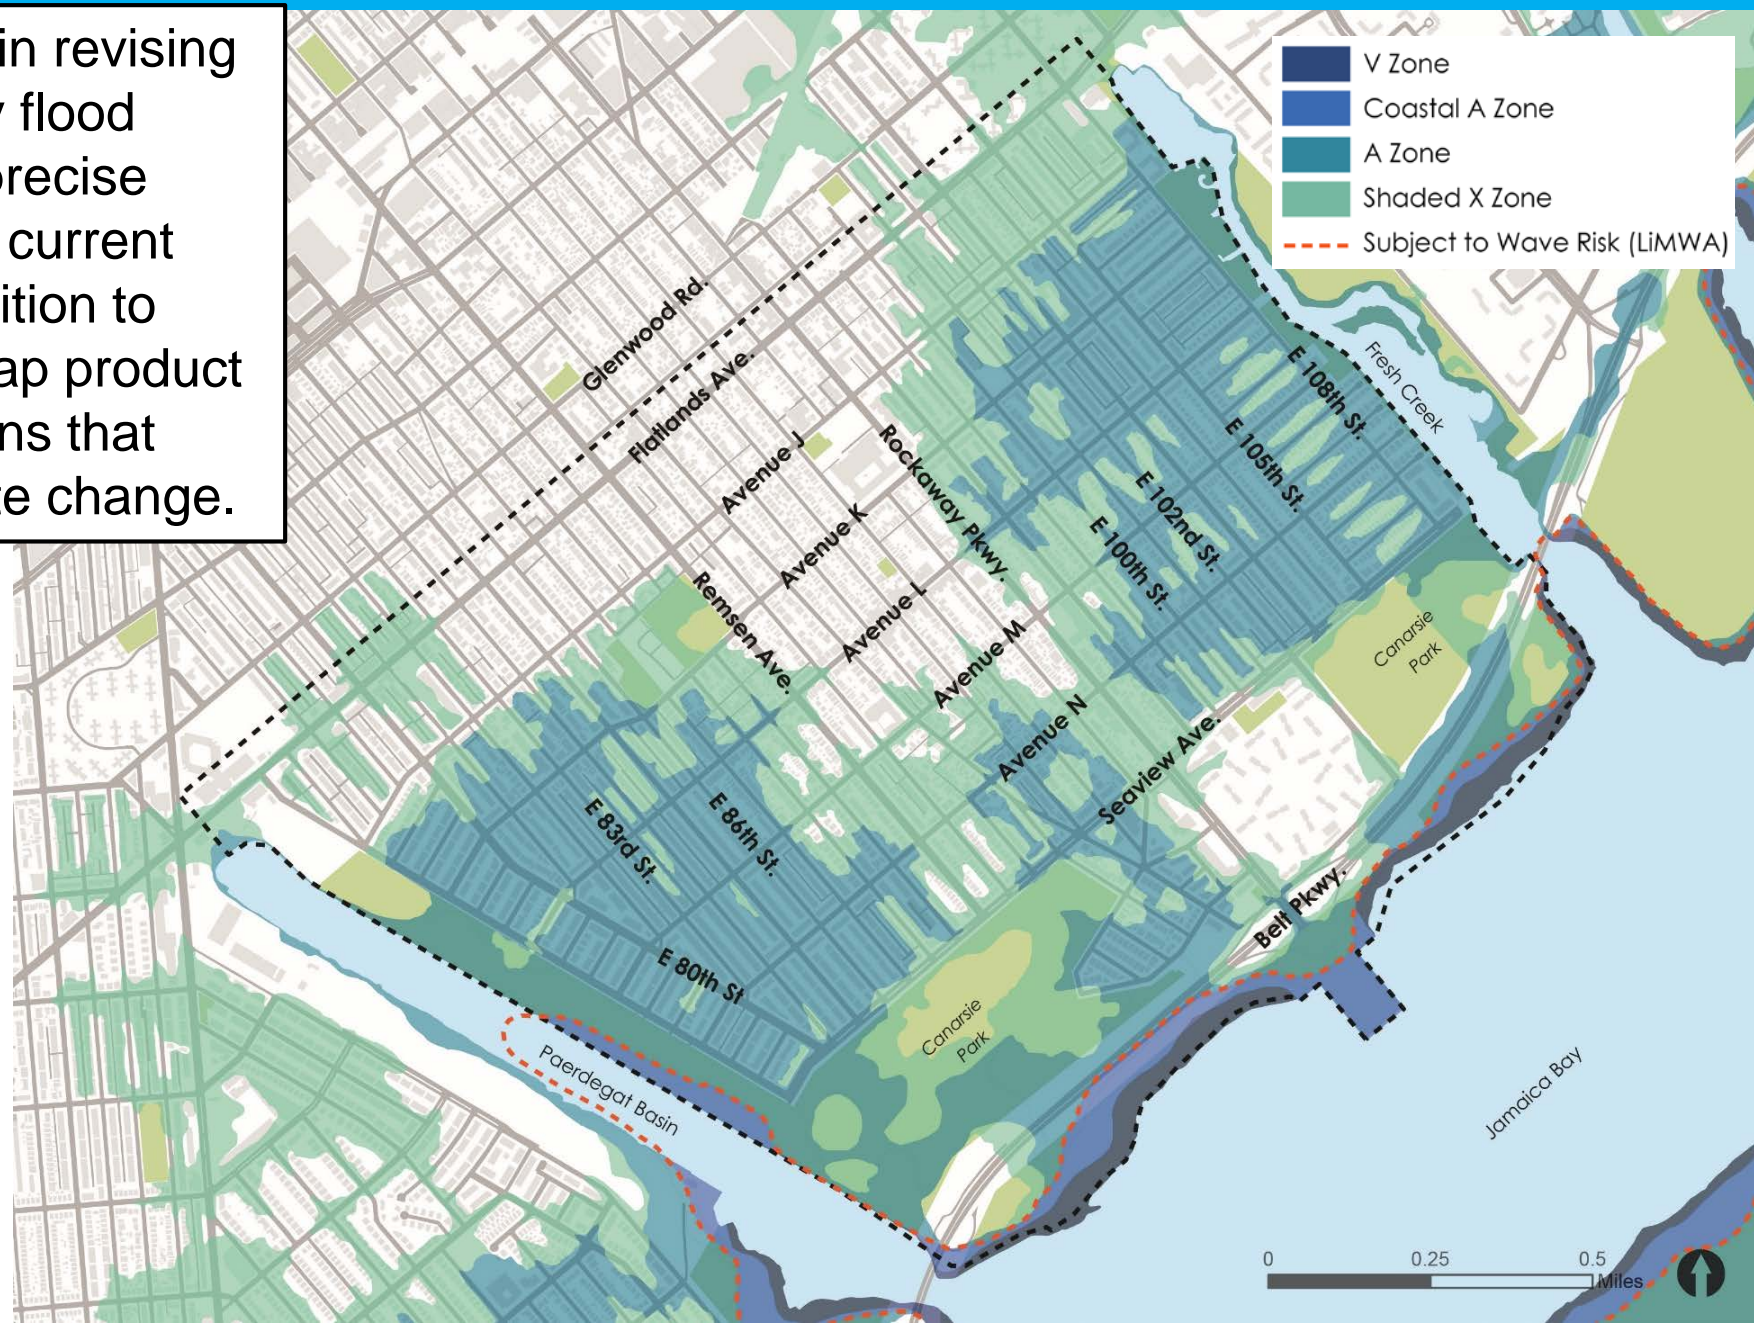 in revising
flood
precise
current
ition to
ap product
ns that
te change.
V Zone
Coastal A Zone
A Zone
Shaded X Zone
Subject to Wave Risk (LiMWA)
Glenwood Rd.
Flatlands Ave.
Avenue J
Avenue K
Avenue L
Avenue M
Avenue N
Seaview Ave.
Rockaway Pkwy.
Remsen Ave.
E 108th St.
E 105th St.
E 102nd St.
E 100th St.
E 86th St.
E 83rd St.
E 80th St
Belt Pkwy.
Fresh Creek
Canarsie
Park
Canarsie
Park
Paerdegat Basin
Jamaica Bay
0 0.25 0.5
Miles